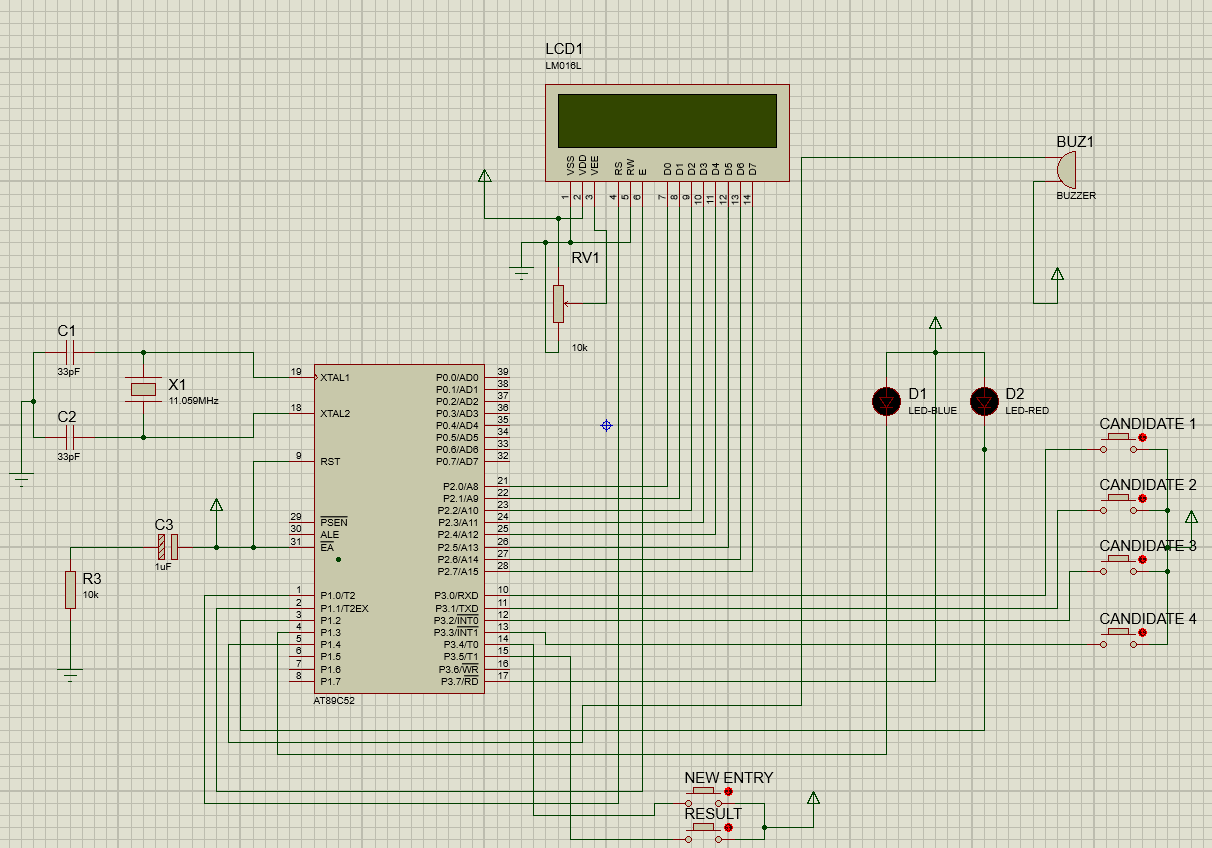 LCD1
LM016L
VSS VDD VEE RS RW E D0 D1 D2 D3 D4 D5 D6 D7
1 2 3 4 5 6 7 8 9 10 11 12 13 14
BUZ1
BUZZER
RV1
10k
C1
33pF
X1
11.059MHz
C2
33pF
19 XTAL1
18 XTAL2
9 RST
29 PSEN
30 ALE
31 EA
1 P1.0/T2
2 P1.1/T2EX
3 P1.2
4 P1.3
5 P1.4
6 P1.5
7 P1.6
8 P1.7
P0.0/AD0 39
P0.1/AD1 38
P0.2/AD2 37
P0.3/AD3 36
P0.4/AD4 35
P0.5/AD5 34
P0.6/AD6 33
P0.7/AD7 32
P2.0/A8 21
P2.1/A9 22
P2.2/A10 23
P2.3/A11 24
P2.4/A12 25
P2.5/A13 26
P2.6/A14 27
P2.7/A15 28
P3.0/RXD 10
P3.1/TXD 11
P3.2/INT0 12
P3.3/INT1 13
P3.4/T0 14
P3.5/T1 15
P3.6/WR 16
P3.7/RD 17
AT89C52
C3
1uF
R3
10k
D1
LED-BLUE
D2
LED-RED
CANDIDATE 1
CANDIDATE 2
CANDIDATE 3
CANDIDATE 4
NEW ENTRY
RESULT